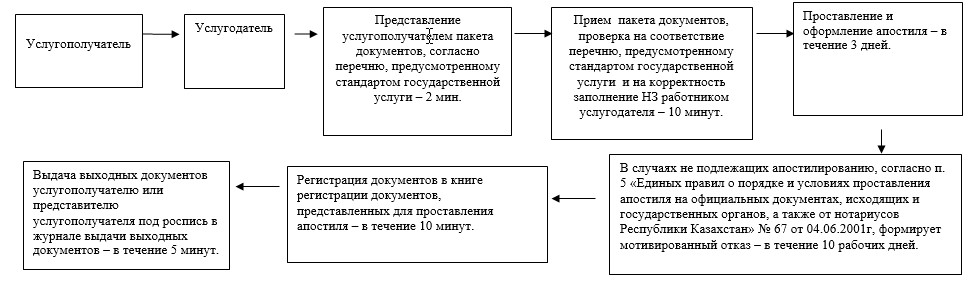 Услугополучатель
Услугодатель
Представление
услугополучателем пакета
документов, согласно
перечню, предусмотренному
стандартом государственной
услуги – 2 мин.
Прием пакета документов,
проверка на соответствие
перечню, предусмотренному
стандартом государственной
услуги и на корректность
заполнение НЗ работником
услугодателя – 10 минут.
Проставление и
оформление апостиля – в
течение 3 дней.
В случаях не подлежащих апостилированию, согласно п.
5 «Единых правил о порядке и условиях проставления
апостиля на официальных документах, исходящих и
государственных органов, а также от нотариусов
Республики Казахстан» № 67 от 04.06.2001г, формирует
мотивированный отказ – в течение 10 рабочих дней.
Регистрация документов в книге
регистрации документов,
представленных для проставления
апостиля – в течение 10 минут.
Выдача выходных документов
услугополучателю или
представителю
услугополучателя под роспись в
журнале выдачи выходных
документов – в течение 5 минут.